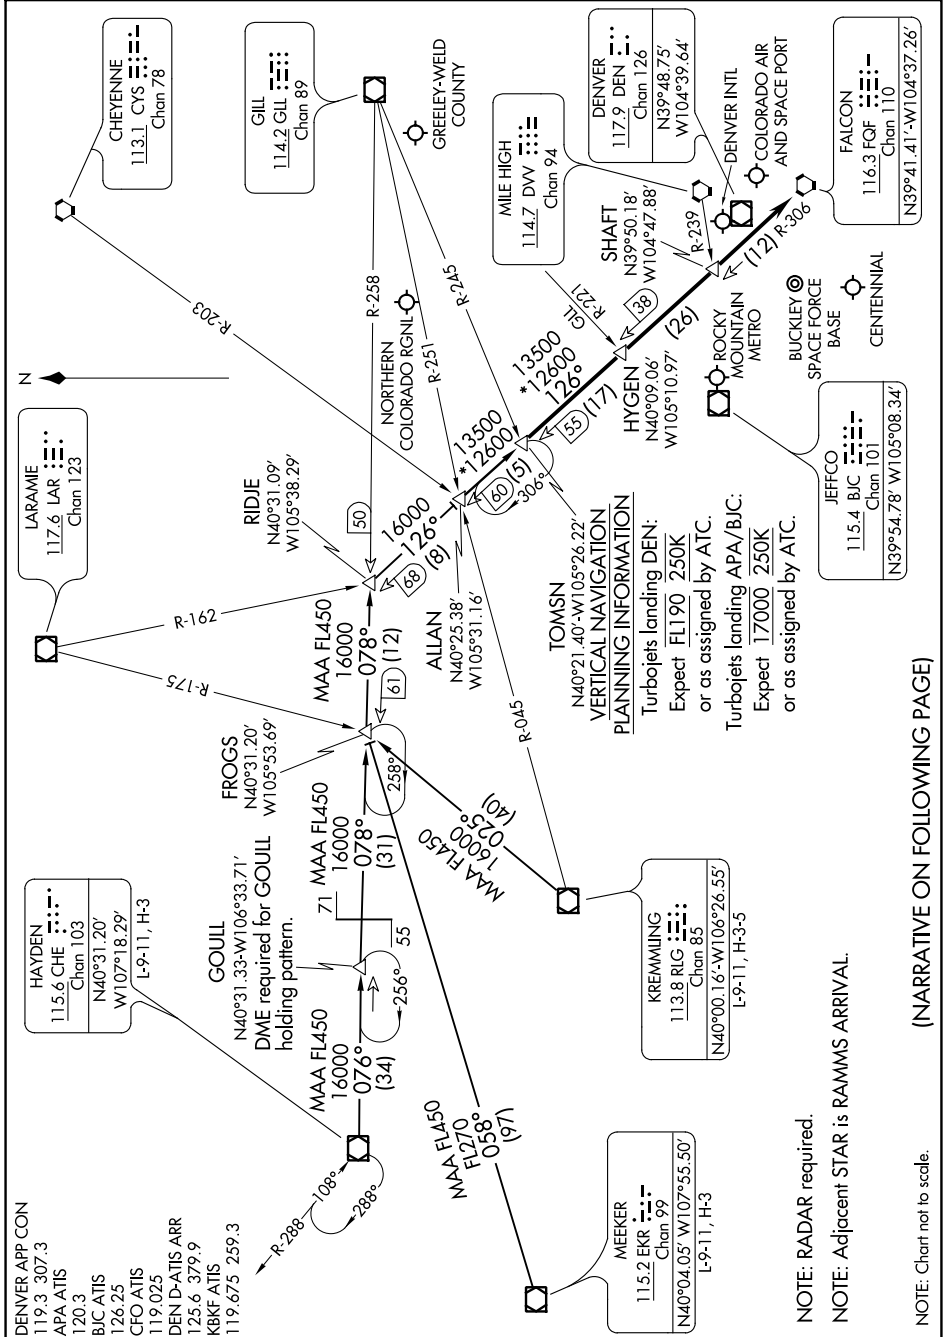 DENVER APP CON
119.3 307.3
APA ATIS
120.3
BJC ATIS
126.25
CFO ATIS
119.025
DEN D-ATIS ARR
125.6 379.9
KBKF ATIS
119.675 259.3
HAYDEN
115.6 CHE
Chan 103
N40°31.20'
W107°18.29'
L-9-11, H-3
LARAMIE
117.6 LAR
Chan 123
CHEYENNE
113.1 CYS
Chan 78
GILL
114.2 GLL
Chan 89
GREELEY-WELD
COUNTY
N
R-203
R-258
R-251
R-245
NORTHERN
COLORADO RGNL
R-162
R-175
R-288
108°
288°
MAA FL450
16000
076°
(34)
GOULL
N40°31.33-W106°33.71'
DME required for GOULL
holding pattern.
256°
71
55
MAA FL450
16000
078°
(31)
FROGS
N40°31.20'
W105°53.69'
258°
61
MAA FL450
16000
078°
(12)
RIDJE
N40°31.09'
W105°38.29'
50
68
16000
126°
(8)
ALLAN
N40°25.38'
W105°31.16'
60
13500
*12600
(5)
306°
TOMSN
N40°21.40'-W105°26.22'
55
13500
*12600
126°
(17)
HYGEN
N40°09.06'
W105°10.97'
GLL
R-221
38
(26)
SHAFT
N39°50.18'
W104°47.88'
R-239
(12)
R-306
MILE HIGH
114.7 DVV
Chan 94
DENVER
117.9 DEN
Chan 126
N39°48.75'
W104°39.64'
DENVER INTL
COLORADO AIR
AND SPACE PORT
FALCON
116.3 FQF
Chan 110
N39°41.41'-W104°37.26'
ROCKY
MOUNTAIN
METRO
BUCKLEY
SPACE FORCE
BASE
CENTENNIAL
JEFFCO
115.4 BJC
Chan 101
N39°54.78' W105°08.34'
VERTICAL NAVIGATION
PLANNING INFORMATION
Turbojets landing DEN:
Expect FL190 250K
or as assigned by ATC.
Turbojets landing APA/BJC:
Expect 17000 250K
or as assigned by ATC.
R-045
MAA FL450
16000
025°
(40)
KREMMLING
113.8 RLG
Chan 85
N40°00.16'-W106°26.55'
L-9-11, H-3-5
MAA FL450
FL270
058°
(97)
MEEKER
115.2 EKR
Chan 99
N40°04.05' W107°55.50'
L-9-11, H-3
NOTE: RADAR required.
NOTE: Adjacent STAR is RAMMS ARRIVAL.
NOTE: Chart not to scale.
(NARRATIVE ON FOLLOWING PAGE)